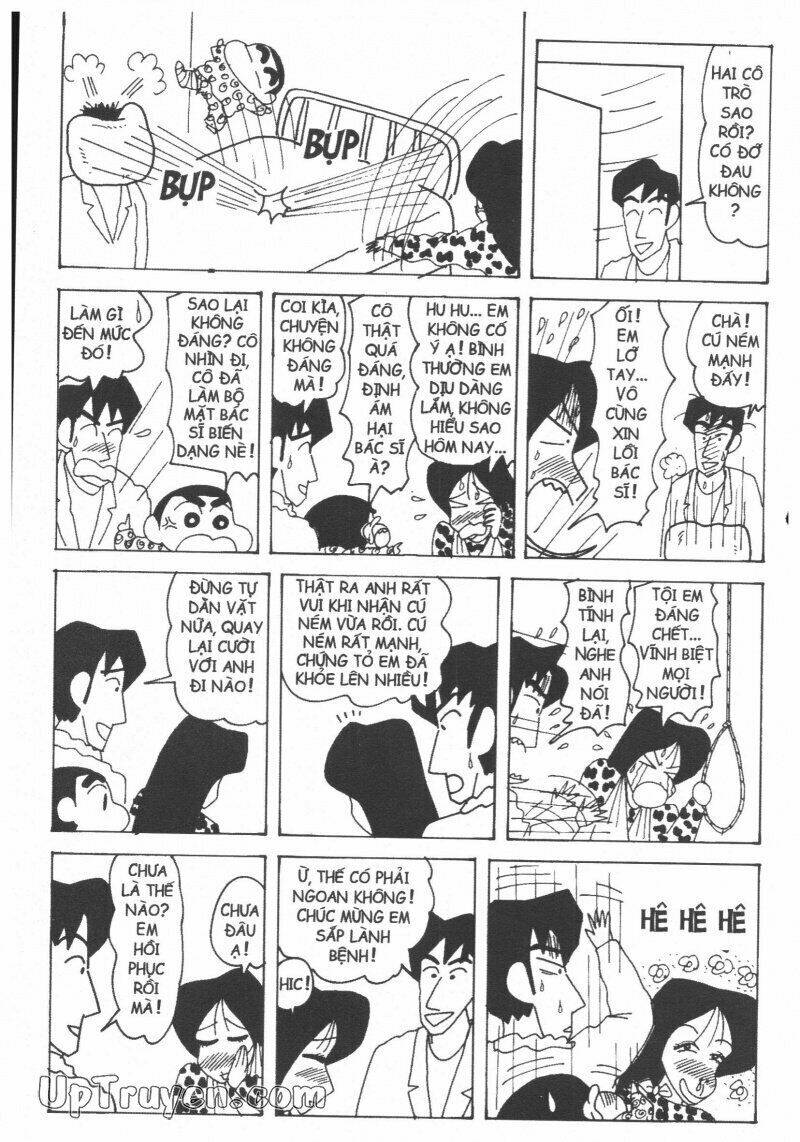 HAI CÔ
TRÒ
SAO
RỒI?
CÓ ĐỠ
ĐAU
KHÔNG
?
BỤP
BỤP
CHÀ!
CÚ NÉM
MẠNH
ĐẤY!
ỐI!
EM
LỠ
TAY...
VÔ
CÙNG
XIN
LỖI
BÁC
SĨ!
HU HU... EM
KHÔNG CÓ
Ý Ạ! BÌNH
THƯỜNG EM
DỊU DÀNG
LẮM, KHÔNG
HIỂU SAO
HÔM NAY...
CÔ
THẬT
QUÁ
ĐÁNG,
ĐỊNH
ÁM
HẠI
BÁC SĨ
À?
COI KÌA,
CHUYỆN
KHÔNG
ĐÁNG
MÀ!
SAO LẠI
KHÔNG
ĐÁNG? CÔ
NHÌN ĐI,
CÔ ĐÃ
LÀM BỘ
MẶT BÁC
SĨ BIẾN
DẠNG NÈ!
LÀM GÌ
ĐẾN MỨC
ĐÓ!
TỘI EM
ĐÁNG
CHẾT...
VĨNH BIỆT
MỌI
NGƯỜI!
BÌNH
TĨNH
LẠI,
NGHE
ANH
NÓI
ĐÃ!
THẬT RA ANH RẤT
VUI KHI NHẬN CÚ
NÉM VỪA RỒI. CÚ
NÉM RẤT MẠNH,
CHỨNG TỎ EM ĐÃ
KHỎE LÊN NHIỀU!
ĐỪNG TỰ
DẰN VẶT
NỮA, QUAY
LẠI CƯỜI
VỚI ANH
ĐI NÀO!
HÊ HÊ HÊ
Ừ, THẾ CÓ PHẢI
NGOAN KHÔNG!
CHÚC MỪNG EM
SẮP LÀNH
BỆNH!
HIC!
CHƯA
ĐÂU
Ạ!
CHƯA
LÀ THẾ
NÀO?
EM
HỒI
PHỤC
RỒI
MÀ!
UpTruyen.com